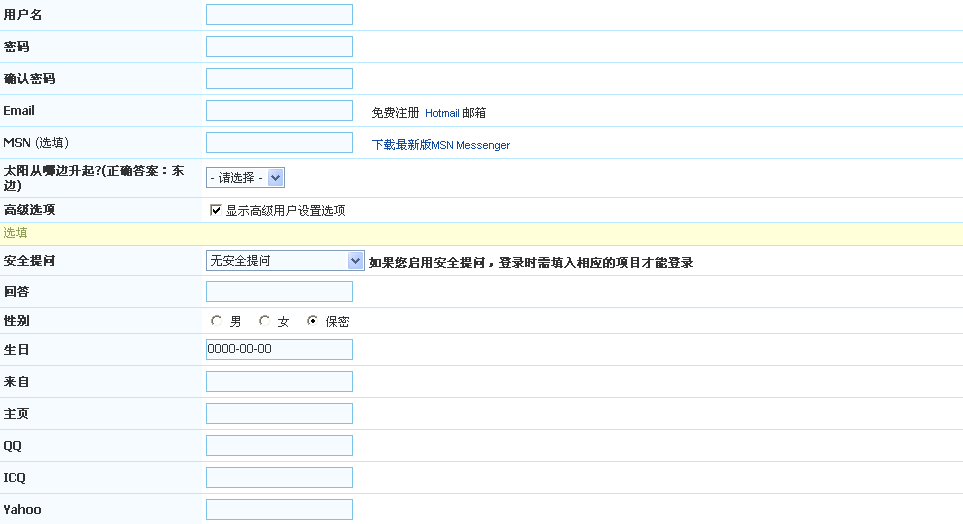 用户名
密码
确认密码
Email 免费注册 Hotmail 邮箱
MSN (选填) 下载最新版MSN Messenger
太阳从哪边升起?(正确答案：东
边) - 请选择 -
高级选项 显示高级用户设置选项
选填
安全提问 无安全提问 如果您启用安全提问，登录时需填入相应的项目才能登录
回答
性别 男 女 保密
生日 0000-00-00
来自
主页
QQ
ICQ
Yahoo